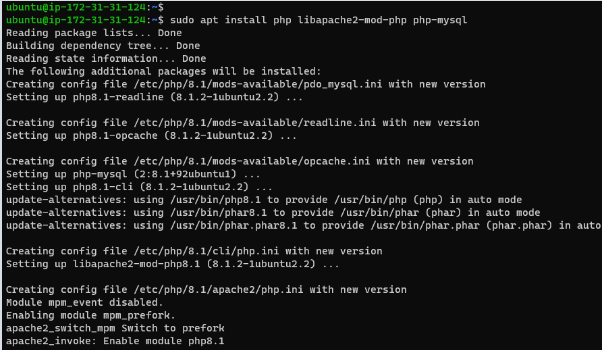 ubuntu@ip-172-31-31-124:~$
ubuntu@ip-172-31-31-124:~$ sudo apt install php libapache2-mod-php php-mysql
Reading package lists... Done
Building dependency tree... Done
Reading state information... Done
The following additional packages will be installed:
Creating config file /etc/php/8.1/mods-available/pdo_mysql.ini with new version
Setting up php8.1-readline (8.1.2-1ubuntu2.2) ...

Creating config file /etc/php/8.1/mods-available/readline.ini with new version
Setting up php8.1-opcache (8.1.2-1ubuntu2.2) ...

Creating config file /etc/php/8.1/mods-available/opcache.ini with new version
Setting up php-mysql (2:8.1+92ubuntu1) ...
Setting up php8.1-cli (8.1.2-1ubuntu2.2) ...
update-alternatives: using /usr/bin/php8.1 to provide /usr/bin/php (php) in auto mode
update-alternatives: using /usr/bin/phar8.1 to provide /usr/bin/phar (phar) in auto mode
update-alternatives: using /usr/bin/phar.phar8.1 to provide /usr/bin/phar.phar (phar.phar) in auto

Creating config file /etc/php/8.1/cli/php.ini with new version
Setting up libapache2-mod-php8.1 (8.1.2-1ubuntu2.2) ...

Creating config file /etc/php/8.1/apache2/php.ini with new version
Module mpm_event disabled.
Enabling module mpm_prefork.
apache2_switch_mpm Switch to prefork
apache2_invoke: Enable module php8.1